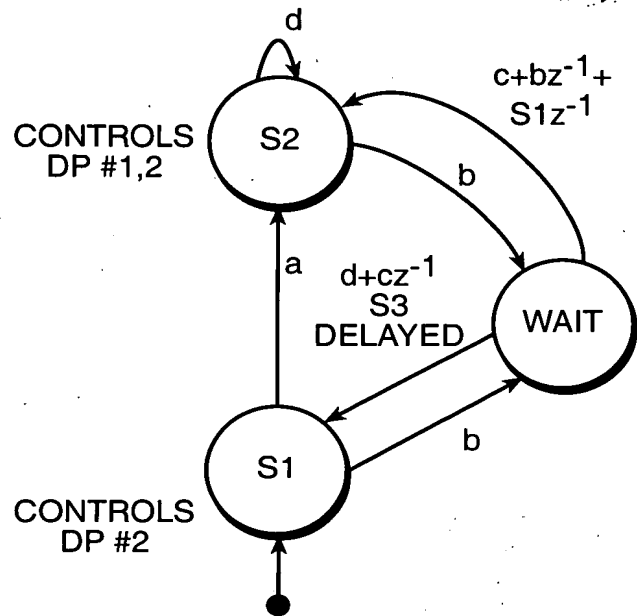 d
c+bz⁻¹+
S1z⁻¹
CONTROLS
DP #1,2
S2
b
a
d+cz⁻¹
S3
DELAYED
WAIT
b
S1
CONTROLS
DP #2